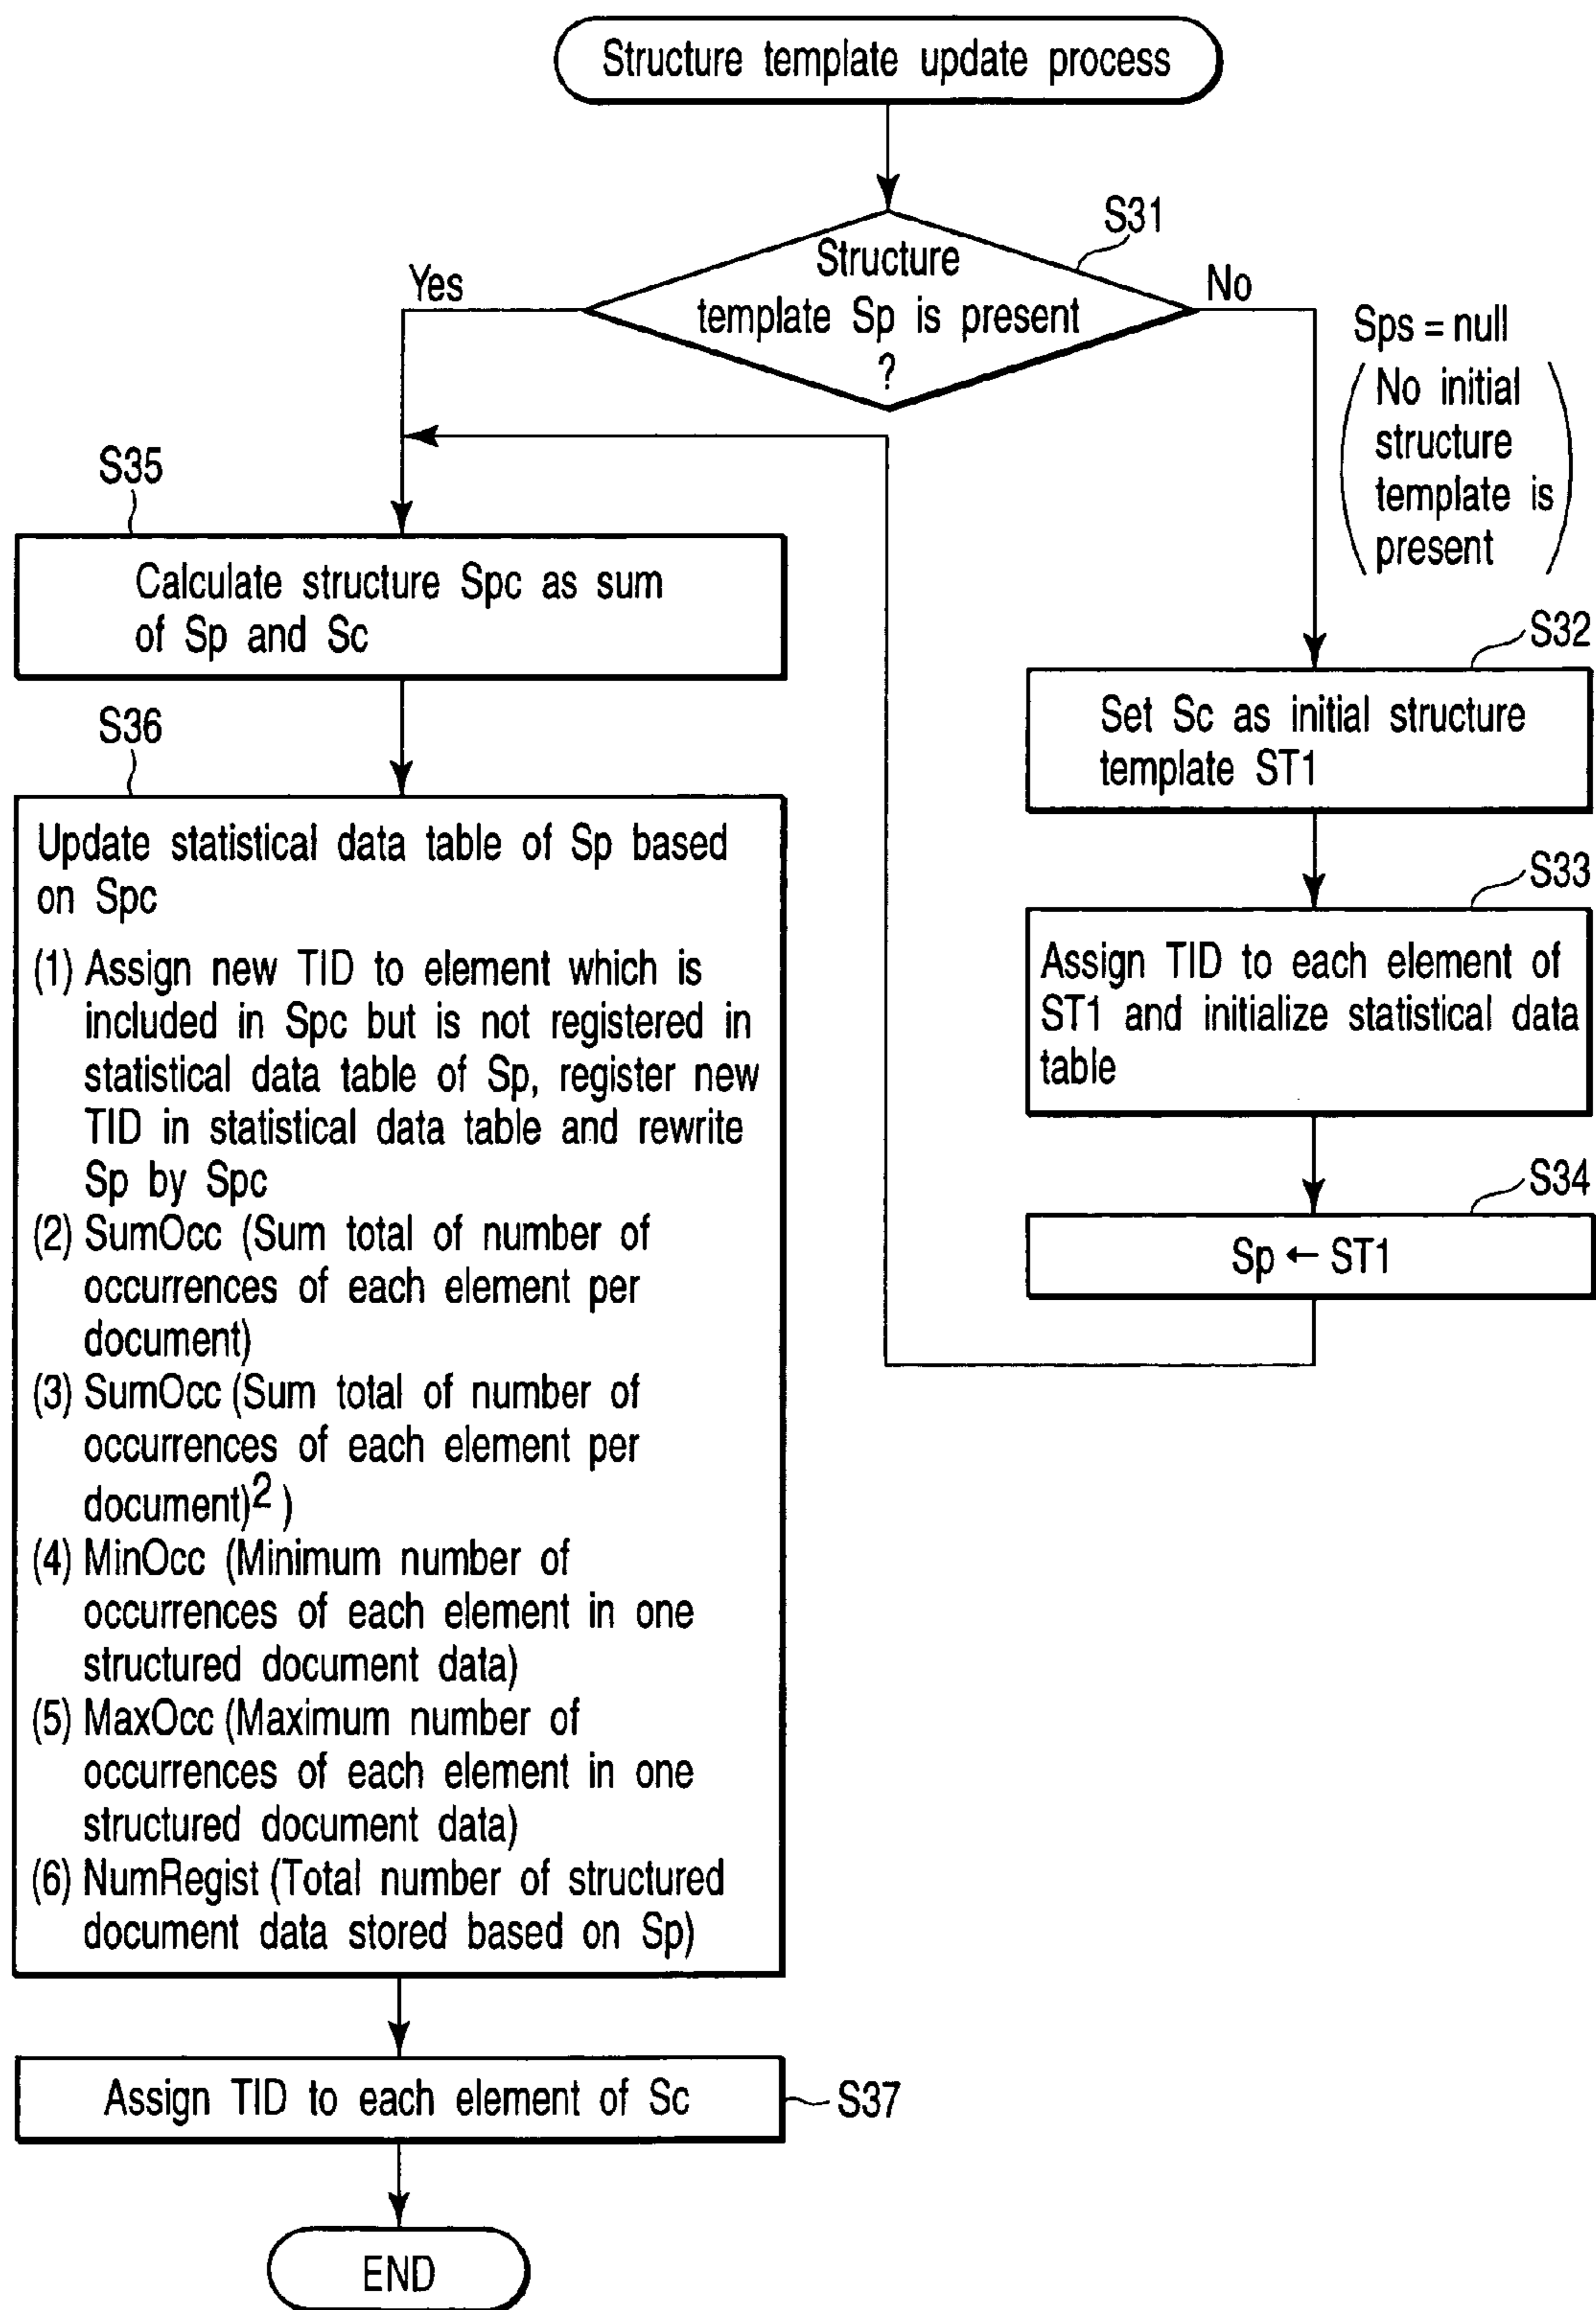 Structure template update process
S31
Structure
template Sp is present
?
Yes
No
Sps = null
( No initial
structure
template is
present )
S35
Calculate structure Spc as sum
of Sp and Sc
S32
Set Sc as initial structure
template ST1
S36
Update statistical data table of Sp based
on Spc
(1) Assign new TID to element which is
included in Spc but is not registered in
statistical data table of Sp, register new
TID in statistical data table and rewrite
Sp by Spc
(2) SumOcc (Sum total of number of
occurrences of each element per
document)
(3) SumOcc (Sum total of number of
occurrences of each element per
document)² )
(4) MinOcc (Minimum number of
occurrences of each element in one
structured document data)
(5) MaxOcc (Maximum number of
occurrences of each element in one
structured document data)
(6) NumRegist (Total number of structured
document data stored based on Sp)
S33
Assign TID to each element of
ST1 and initialize statistical data
table
S34
Sp ← ST1
Assign TID to each element of Sc
S37
END